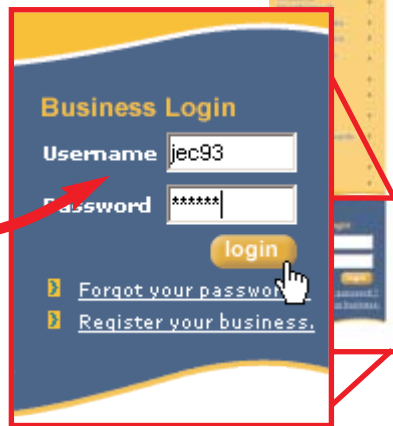 Business Login
Username jec93
Password ******
login
Forgot your password.
Register your business.